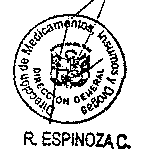 Dirección de Medicamentos, Insumos y Drogas
DIRECCIÓN GENERAL
R. ESPINOZA C.